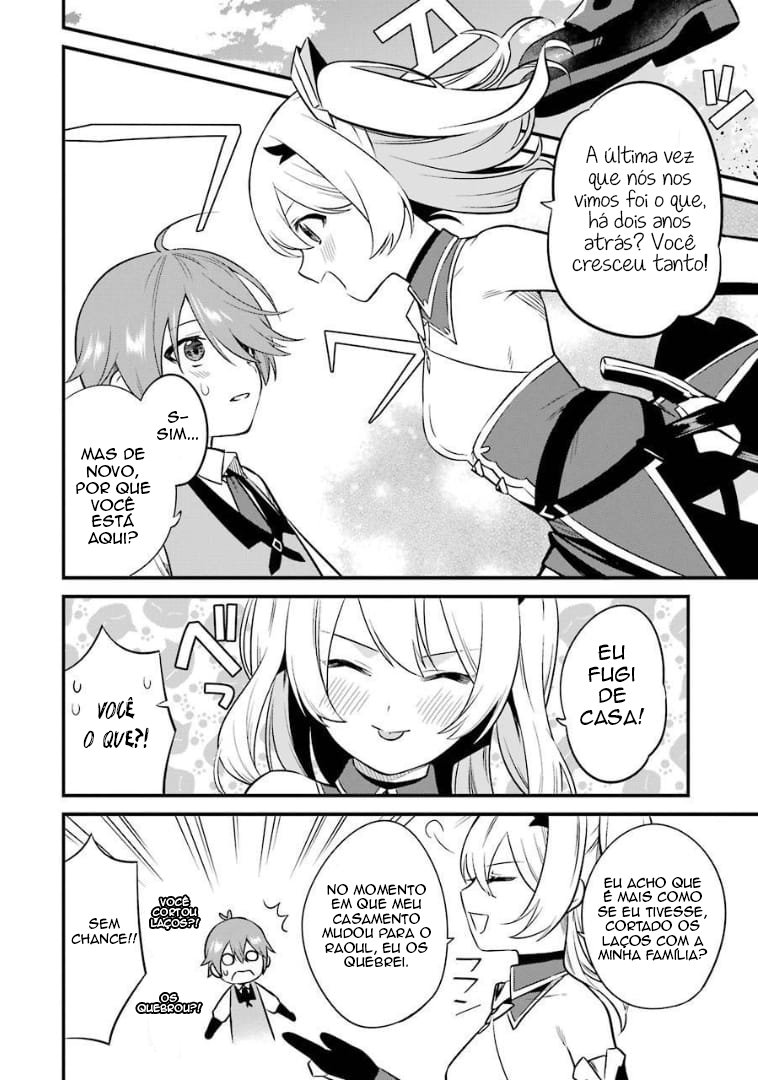 A última vez
que nós nos
vimos foi o que,
há dois anos
atrás? Você
cresceu tanto!
S-
SIM...
MAS DE
NOVO,
POR QUE
VOCÊ
ESTÁ
AQUI?
EU
FUGI
DE
CASA!
VOCÊ
O QUE?!
EU ACHO QUE
É MAIS COMO
SE EU TIVESSE,
CORTADO OS
LAÇOS COM A
MINHA FAMÍLIA?
NO MOMENTO
EM QUE MEU
CASAMENTO
MUDOU PARA O
RAOUL, EU OS
QUEBREI.
VOCÊ
CORTOU
LAÇOS?!
OS
QUEBROU?!
SEM
CHANCE!!